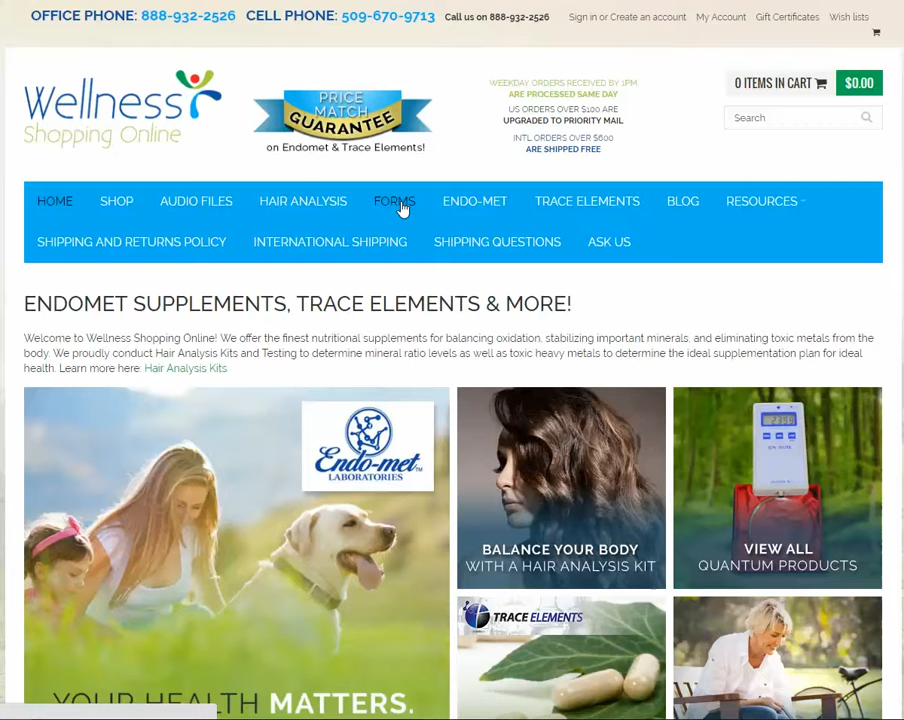 OFFICE PHONE: 888-932-2526 CELL PHONE: 509-670-9713 Call us on 888-932-2526 Sign in or Create an account My Account Gift Certificates Wish lists
Wellness
Shopping Online
PRICE
MATCH
GUARANTEE
on Endomet & Trace Elements!
WEEKDAY ORDERS RECEIVED BY 1PM
ARE PROCESSED SAME DAY
US ORDERS OVER $100 ARE
UPGRADED TO PRIORITY MAIL
INT'L ORDERS OVER $600
ARE SHIPPED FREE
0 ITEMS IN CART $0.00
Search
HOME SHOP AUDIO FILES HAIR ANALYSIS FORMS ENDO-MET TRACE ELEMENTS BLOG RESOURCES
SHIPPING AND RETURNS POLICY INTERNATIONAL SHIPPING SHIPPING QUESTIONS ASK US
ENDOMET SUPPLEMENTS, TRACE ELEMENTS & MORE!
Welcome to Wellness Shopping Online! We offer the finest nutritional supplements for balancing oxidation, stabilizing important minerals, and eliminating toxic metals from the
body. We proudly conduct Hair Analysis Kits and Testing to determine mineral ratio levels as well as toxic heavy metals to determine the ideal supplementation plan for ideal
health. Learn more here: Hair Analysis Kits
Endo-met™
LABORATORIES
YOUR HEALTH MATTERS.
BALANCE YOUR BODY
WITH A HAIR ANALYSIS KIT
VIEW ALL
QUANTUM PRODUCTS
TRACE ELEMENTS